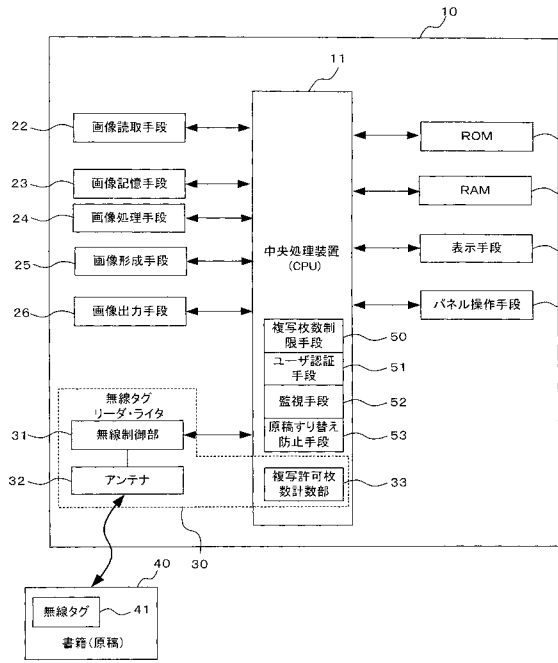 10
11
22
画像読取手段
23
画像記憶手段
24
画像処理手段
25
画像形成手段
26
画像出力手段
ROM
RAM
表示手段
パネル操作手段
中央処理装置
(CPU)
複写枚数制
限手段
50
ユーザ認証
手段
51
監視手段
52
原稿すり替え
防止手段
53
複写許可枚
数計数部
33
無線タグ
リーダ・ライタ
31
無線制御部
32
アンテナ
30
40
無線タグ
41
書籍(原稿)